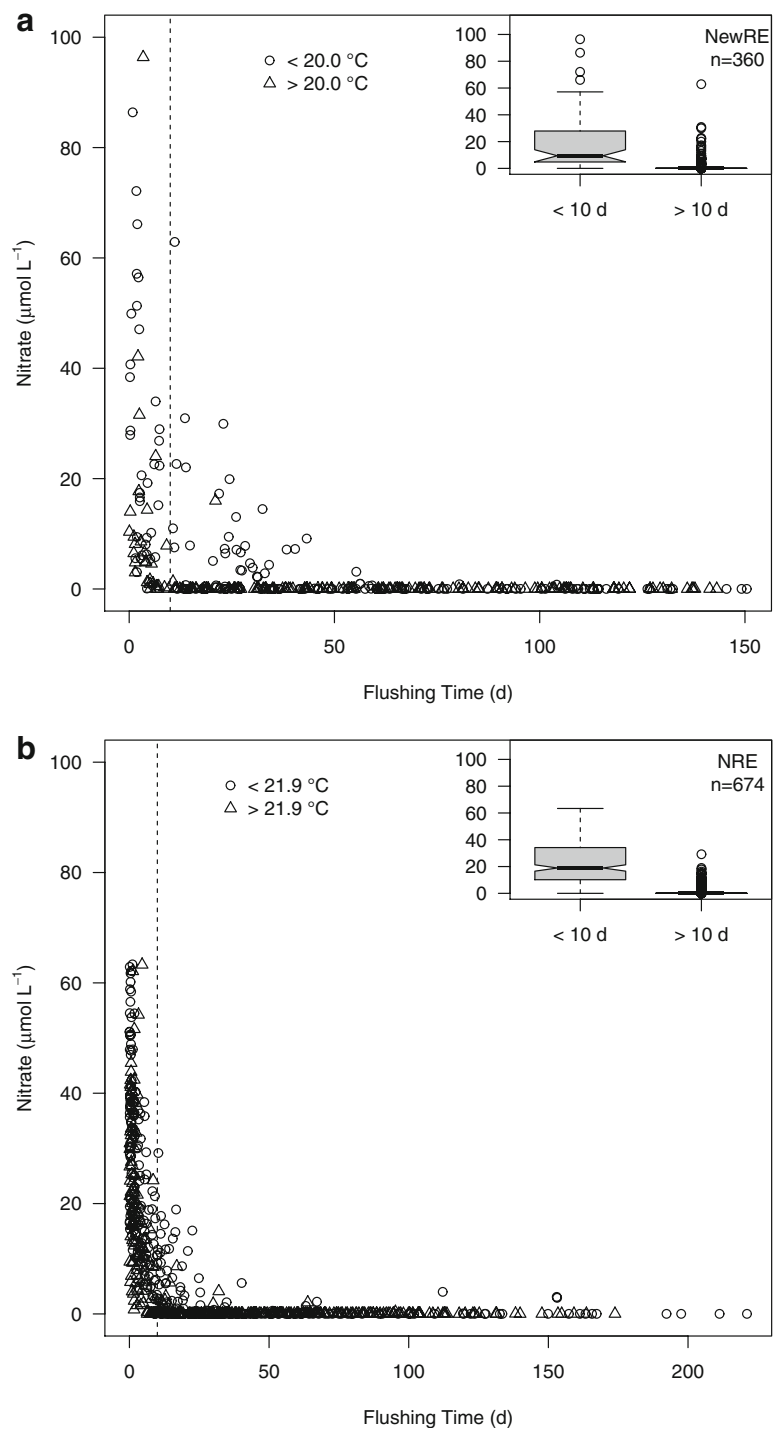 a
○ < 20.0 °C
△ > 20.0 °C
NewRE
n=360
100
80
60
40
20
0
< 10 d
> 10 d
100
80
60
40
20
0
Nitrate (µmol L⁻¹)
0
50
100
150
Flushing Time (d)
b
○ < 21.9 °C
△ > 21.9 °C
NRE
n=674
100
80
60
40
20
0
< 10 d
> 10 d
100
80
60
40
20
0
Nitrate (µmol L⁻¹)
0
50
100
150
200
Flushing Time (d)